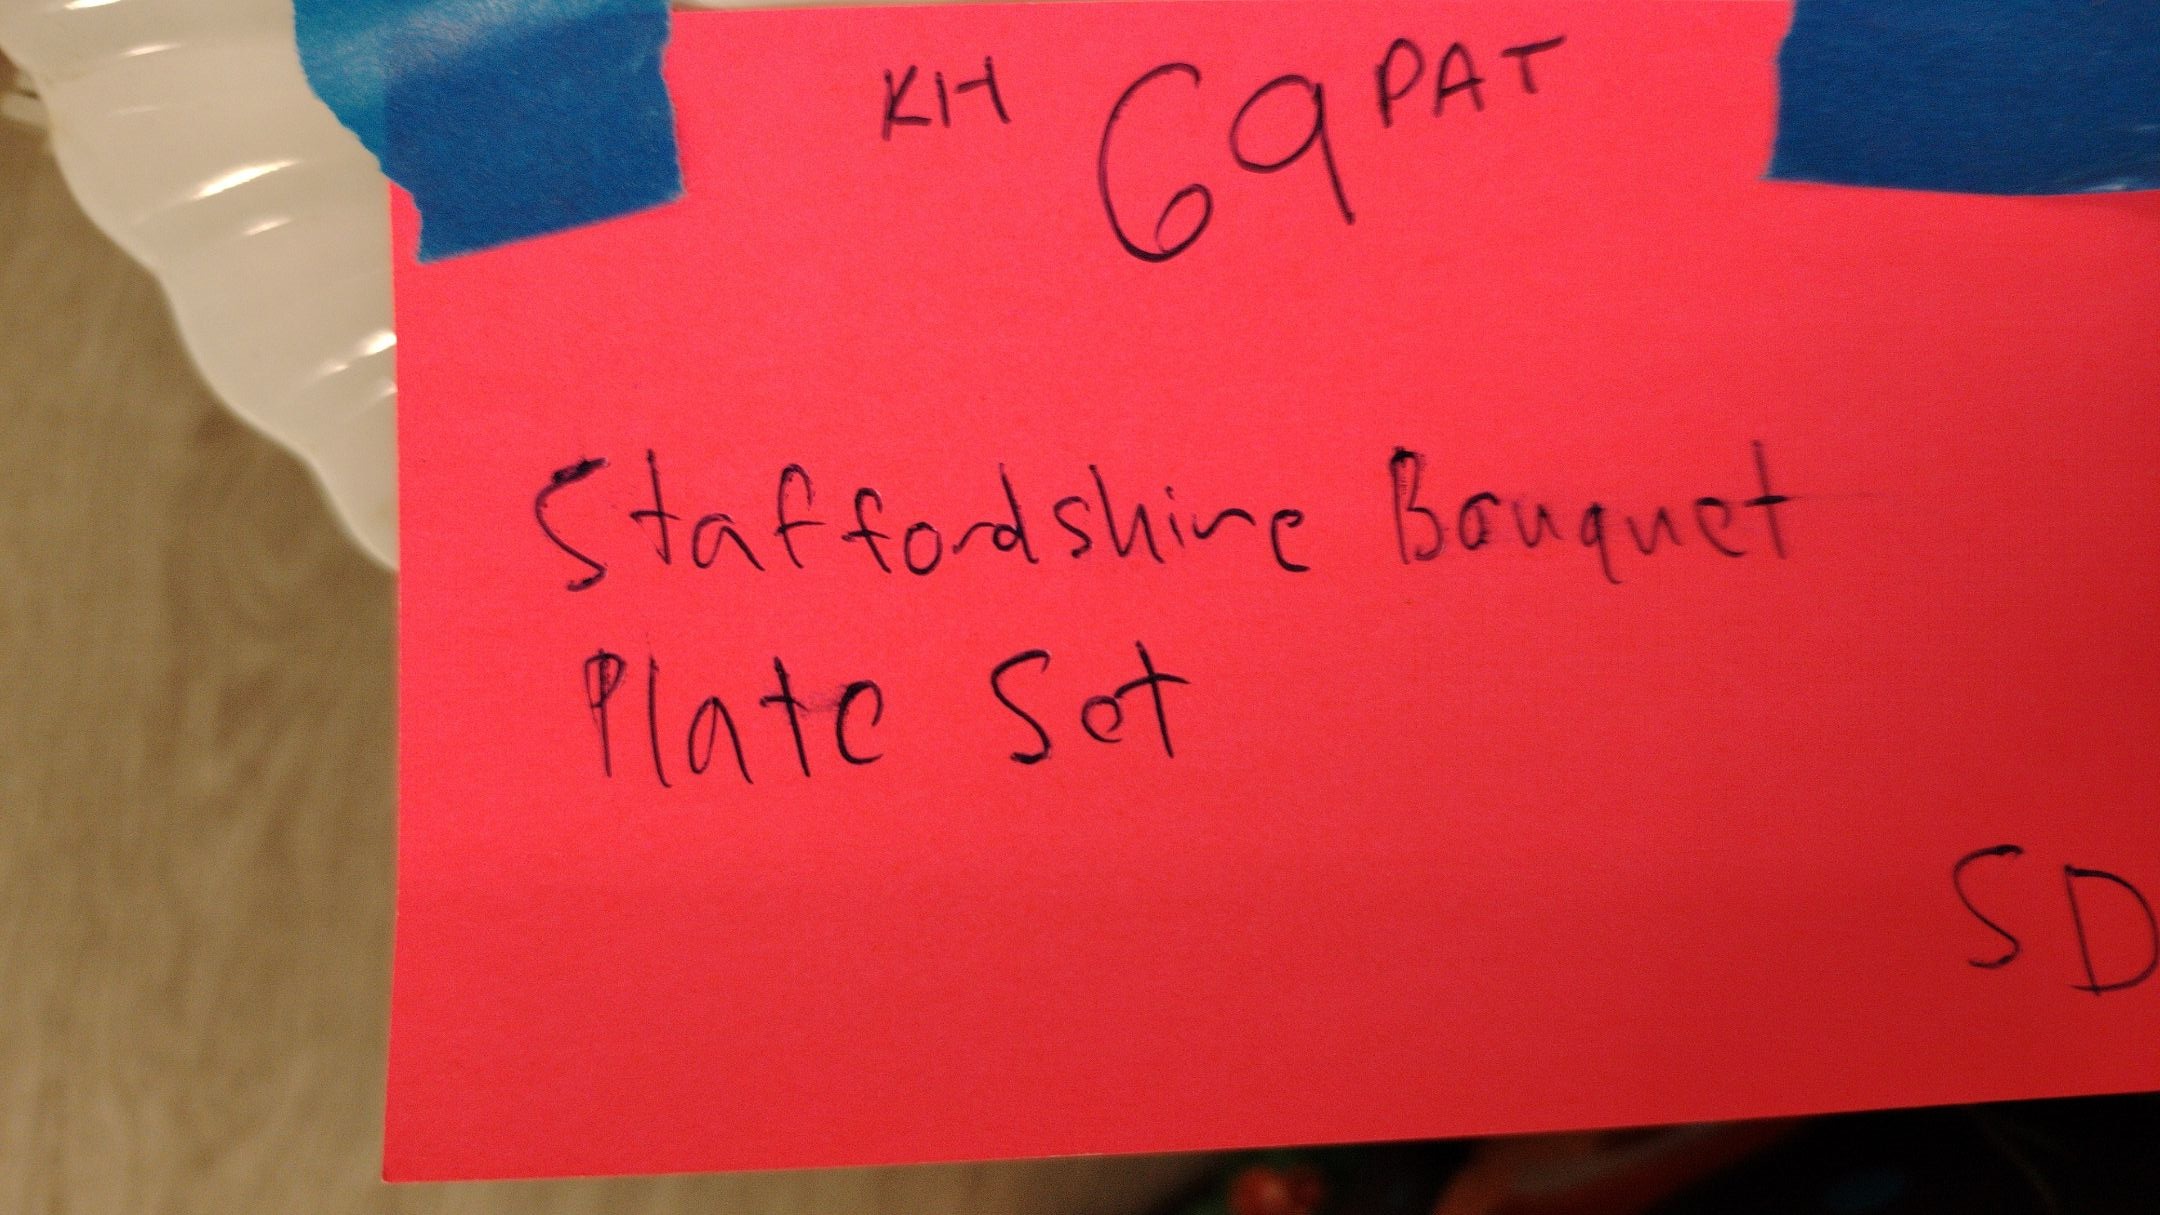 KH 69 PAT
Staffordshire Bouquet
Plate Set
SD